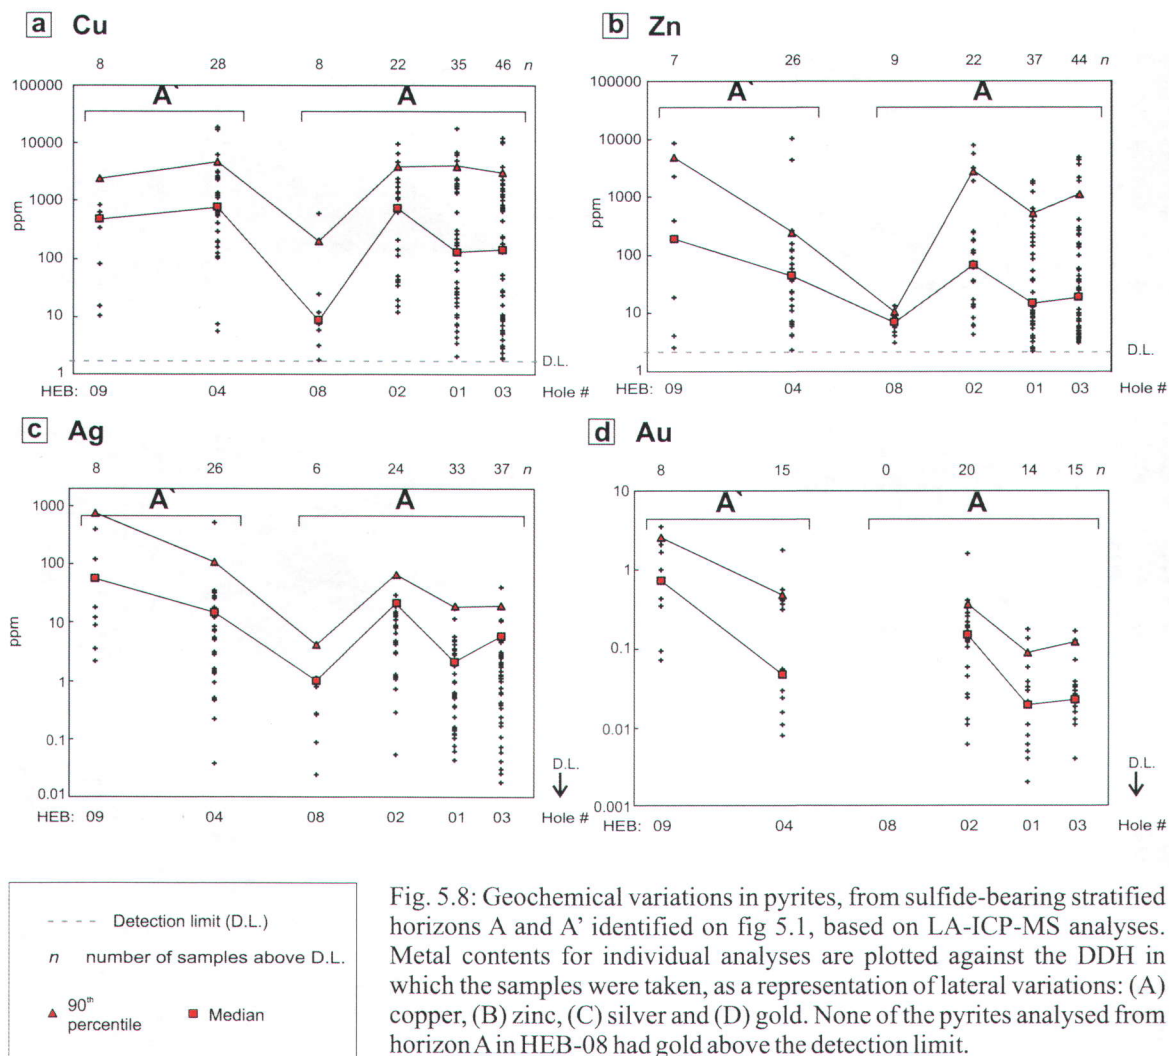 a Cu
8 28 8 22 35 46 n
A` A
100000
10000
1000
100
10
1
ppm
D.L.
HEB: 09 04 08 02 01 03 Hole #
b Zn
7 26 9 22 37 44 n
A` A
100000
10000
1000
100
10
1
ppm
D.L.
HEB: 09 04 08 02 01 03 Hole #
c Ag
8 26 6 24 33 37 n
A` A
1000
100
10
1
0.1
0.01
ppm
D.L.
HEB: 09 04 08 02 01 03 Hole #
d Au
8 15 0 20 14 15 n
A` A
10
1
0.1
0.01
0.001
ppm
D.L.
HEB: 09 04 08 02 01 03 Hole #
Detection limit (D.L.)
n number of samples above D.L.
90th percentile
Median
Fig. 5.8: Geochemical variations in pyrites, from sulfide-bearing stratified
horizons A and A’ identified on fig 5.1, based on LA-ICP-MS analyses.
Metal contents for individual analyses are plotted against the DDH in
which the samples were taken, as a representation of lateral variations: (A)
copper, (B) zinc, (C) silver and (D) gold. None of the pyrites analysed from
horizon A in HEB-08 had gold above the detection limit.